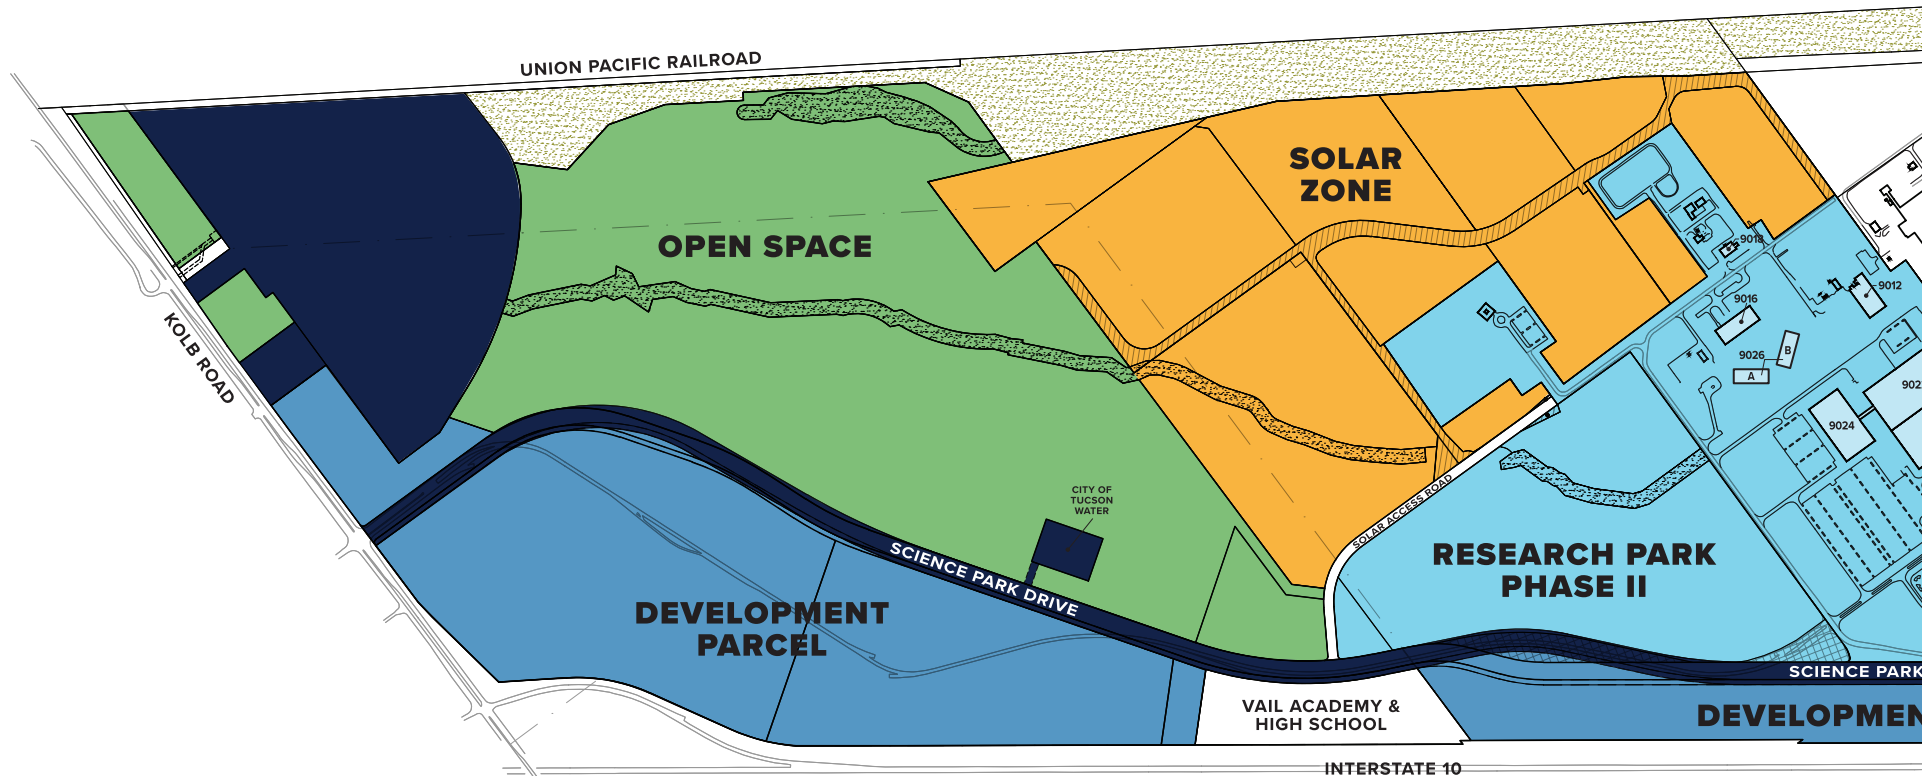 UNION PACIFIC RAILROAD
SOLAR
ZONE
OPEN SPACE
9018
9012
9016
9026
B
A
9024
KOLB ROAD
CITY OF
TUCSON
WATER
SOLAR ACCESS ROAD
RESEARCH PARK
PHASE II
SCIENCE PARK DRIVE
DEVELOPMENT
PARCEL
SCIENCE PARK
VAIL ACADEMY &
HIGH SCHOOL
DEVELOPMEN
INTERSTATE 10